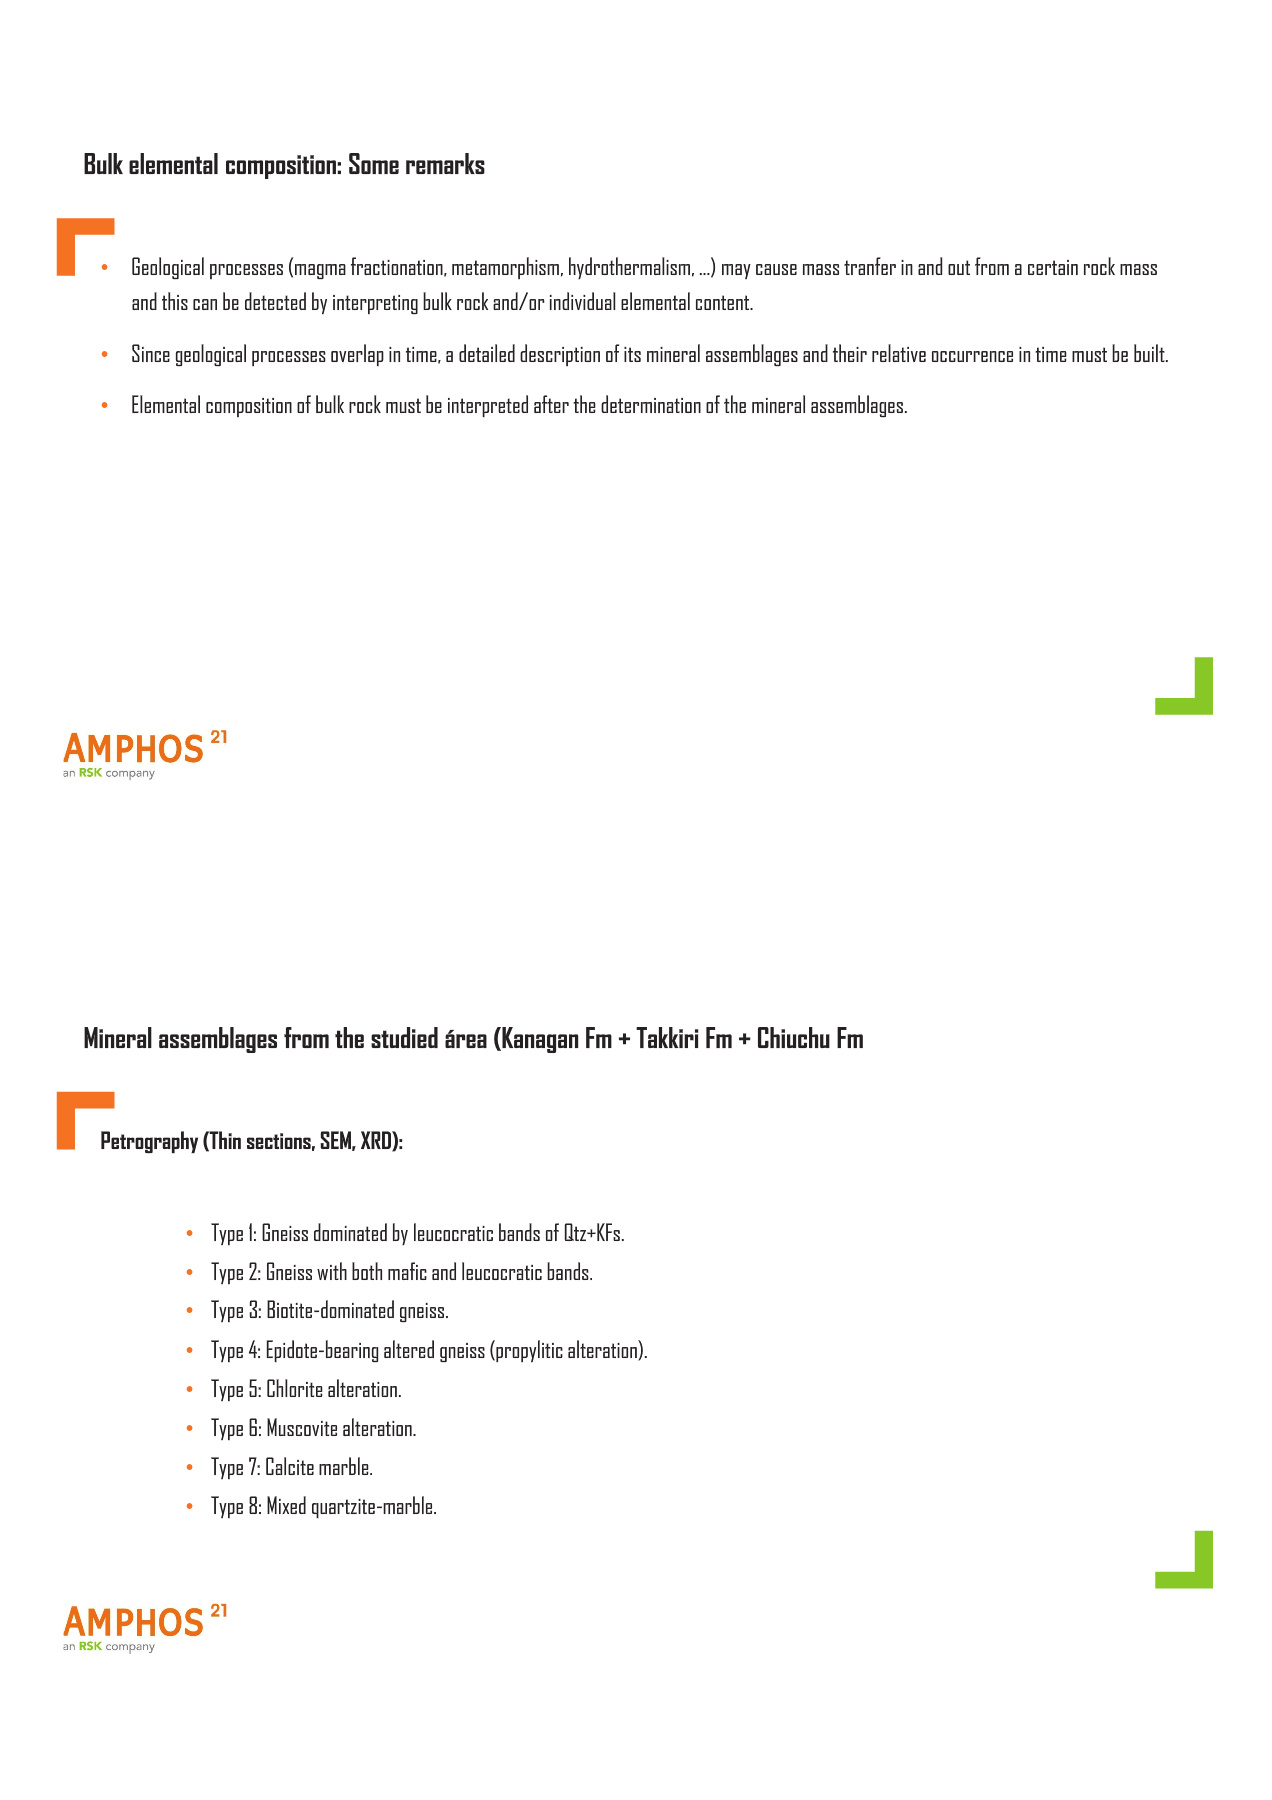 Bulk elemental composition: Some remarks
• Geological processes (magma fractionation, metamorphism, hydrothermalism, ...) may cause mass tranfer in and out from a certain rock mass
and this can be detected by interpreting bulk rock and/or individual elemental content.
• Since geological processes overlap in time, a detailed description of its mineral assemblages and their relative occurrence in time must be built.
• Elemental composition of bulk rock must be interpreted after the determination of the mineral assemblages.
AMPHOS 21
an RSK company
Mineral assemblages from the studied área (Kanagan Fm + Takkiri Fm + Chiuchu Fm
Petrography (Thin sections, SEM, XRD):
• Type 1: Gneiss dominated by leucocratic bands of Qtz+KFs.
• Type 2: Gneiss with both mafic and leucocratic bands.
• Type 3: Biotite-dominated gneiss.
• Type 4: Epidote-bearing altered gneiss (propylitic alteration).
• Type 5: Chlorite alteration.
• Type 6: Muscovite alteration.
• Type 7: Calcite marble.
• Type 8: Mixed quartzite-marble.
AMPHOS 21
an RSK company